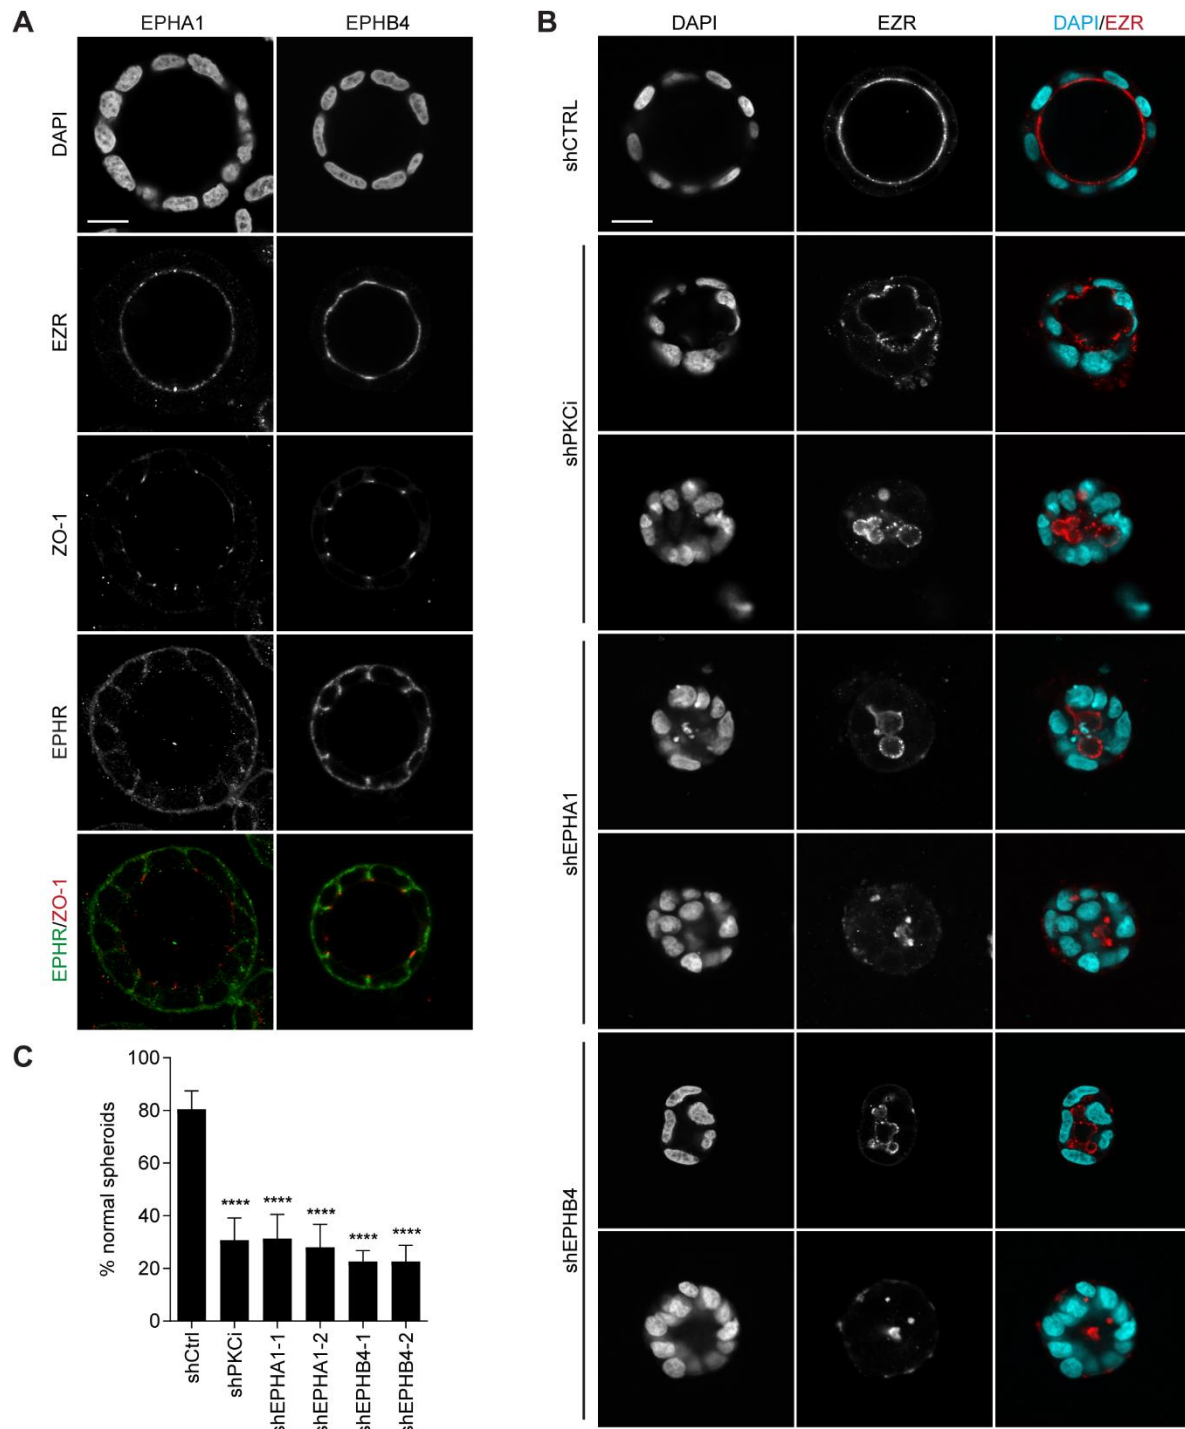 A
EPHA1
EPHB4
DAPI
EZR
ZO-1
EPHR
EPHR/ZO-1
B
DAPI
EZR
DAPI/EZR
shCTRL
shPKCi
shEPHA1
shEPHB4
C
% normal spheroids
100
80
60
40
20
0
****
****
****
****
****
shCtrl
shPKCi
shEPHA1-1
shEPHA1-2
shEPHB4-1
shEPHB4-2